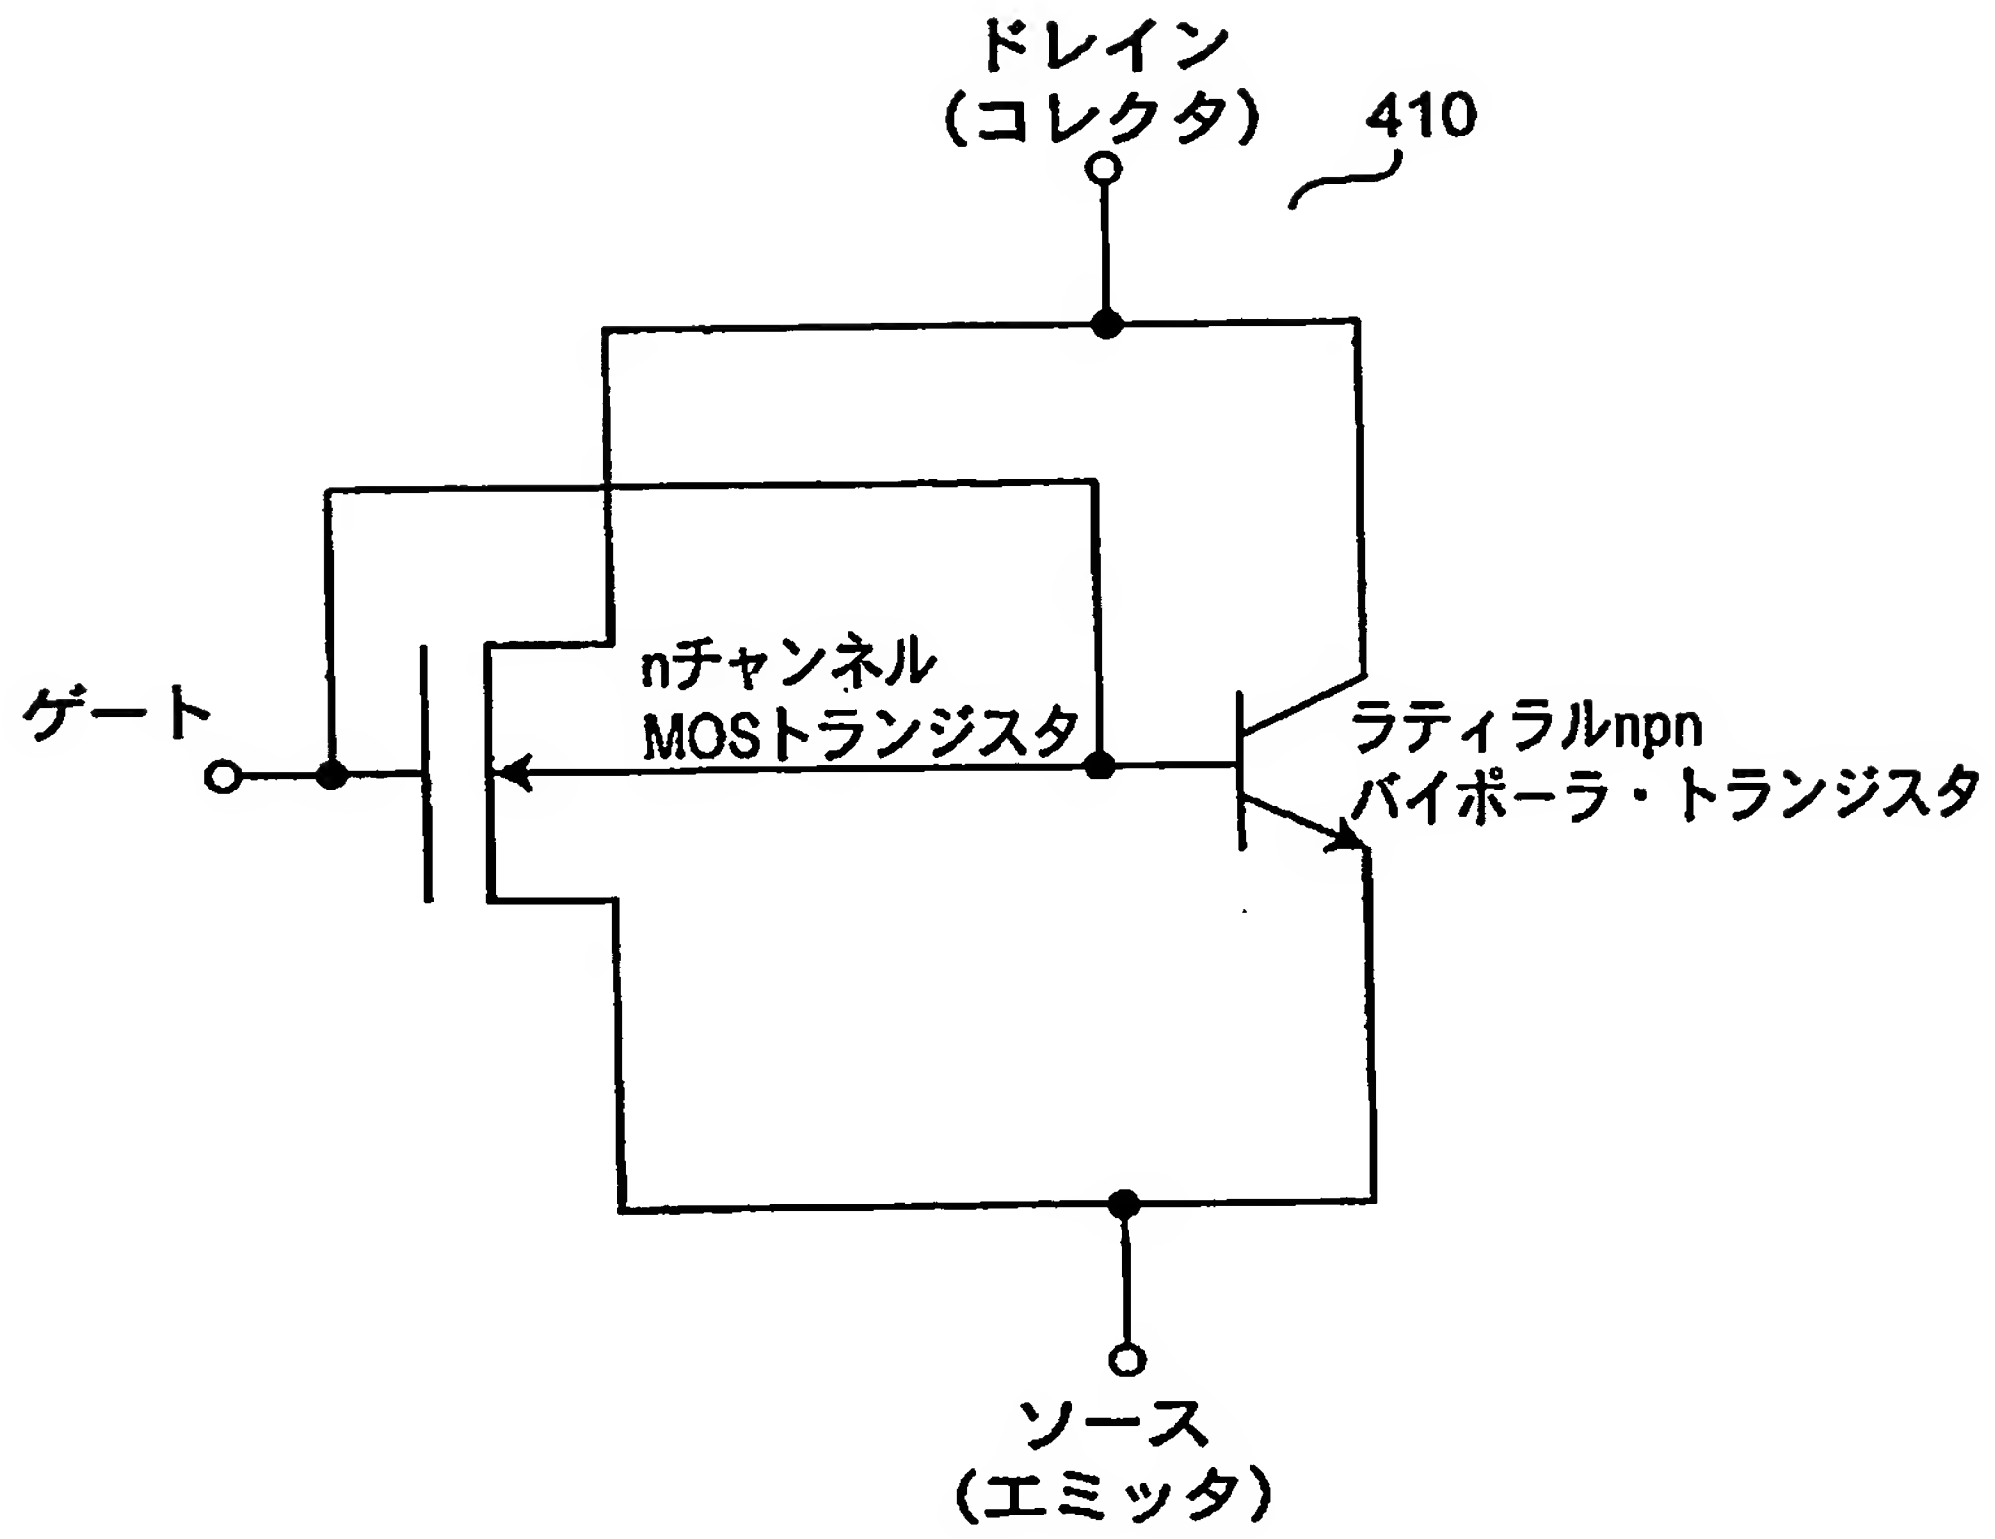 ドレイン
(コレクタ)
410
nチャンネル
MOSトランジスタ
ゲート
ラティラルnpn
バイポーラ・トランジスタ
ソース
(エミッタ)